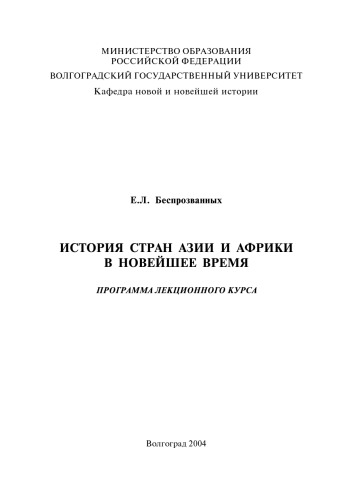 МИНИСТЕРСТВО ОБРАЗОВАНИЯ
РОССИЙСКОЙ ФЕДЕРАЦИИ
ВОЛГОГРАДСКИЙ ГОСУДАРСТВЕННЫЙ УНИВЕРСИТЕТ
Кафедра новой и новейшей истории
Е.Л. Беспрозванных
ИСТОРИЯ СТРАН АЗИИ И АФРИКИ
В НОВЕЙШЕЕ ВРЕМЯ
ПРОГРАММА ЛЕКЦИОННОГО КУРСА
Волгоград 2004